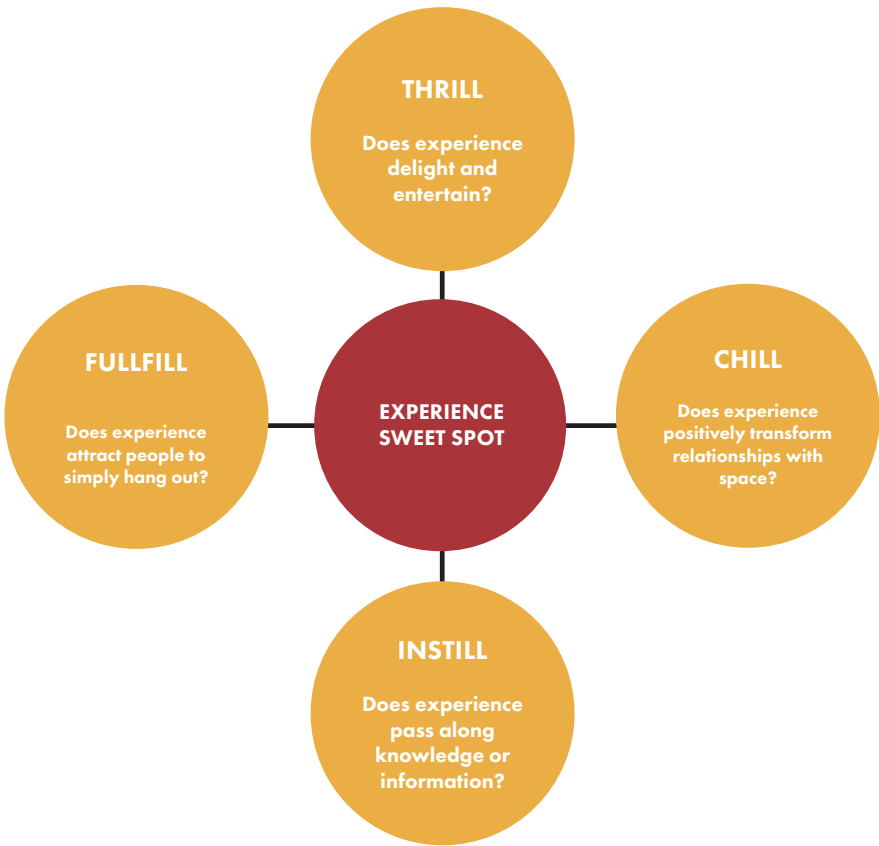 THRILL
Does experience
delight and
entertain?
FULLFILL
Does experience
attract people to
simply hang out?
EXPERIENCE
SWEET SPOT
CHILL
Does experience
positively transform
relationships with
space?
INSTILL
Does experience
pass along
knowledge or
information?